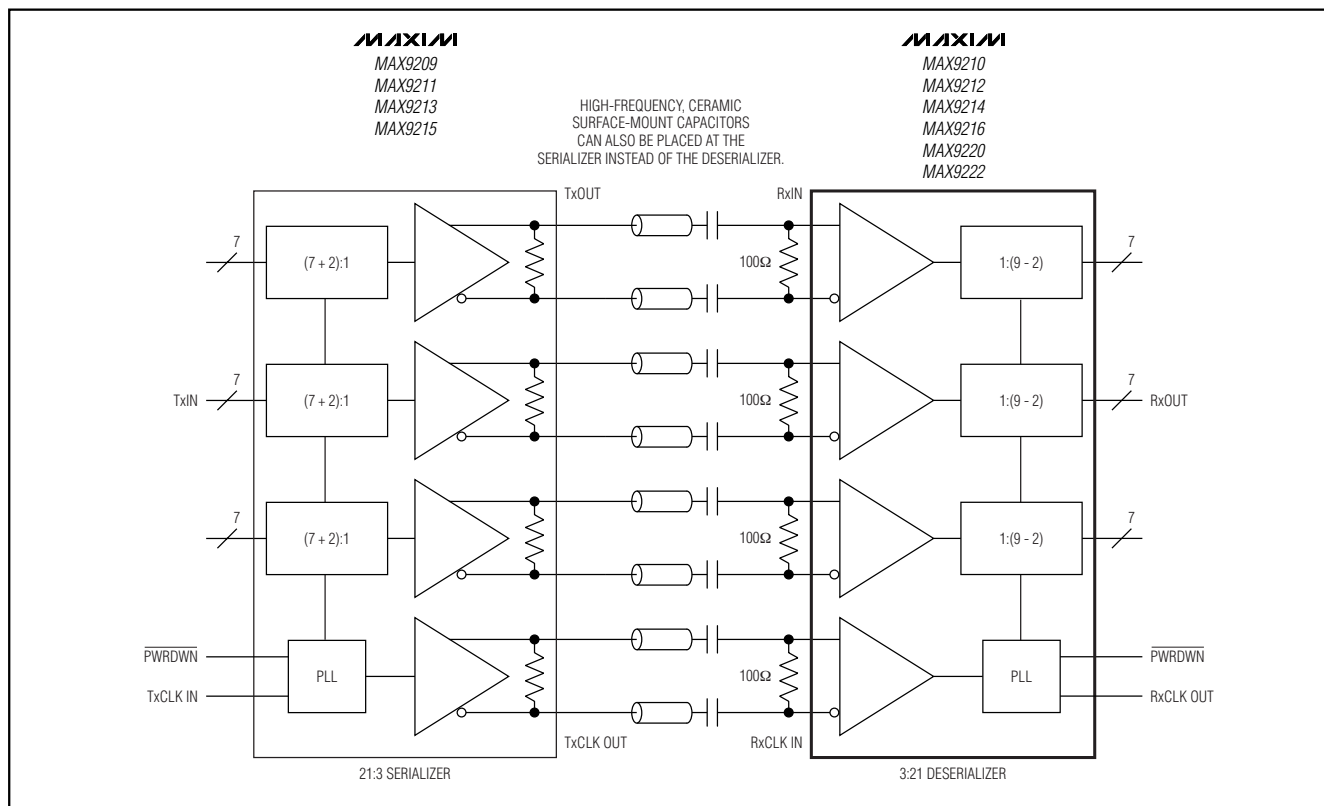 MAXIM
MAX9209
MAX9211
MAX9213
MAX9215
MAXIM
MAX9210
MAX9212
MAX9214
MAX9216
MAX9220
MAX9222
HIGH-FREQUENCY, CERAMIC
SURFACE-MOUNT CAPACITORS
CAN ALSO BE PLACED AT THE
SERIALIZER INSTEAD OF THE DESERIALIZER.
TxOUT
RxIN
7
(7 + 2):1
100Ω
1:(9 - 2)
7
TxIN
7
(7 + 2):1
100Ω
1:(9 - 2)
7
RxOUT
7
(7 + 2):1
100Ω
1:(9 - 2)
7
PWRDWN
TxCLK IN
PLL
100Ω
PLL
PWRDWN
RxCLK OUT
TxCLK OUT
RxCLK IN
21:3 SERIALIZER
3:21 DESERIALIZER